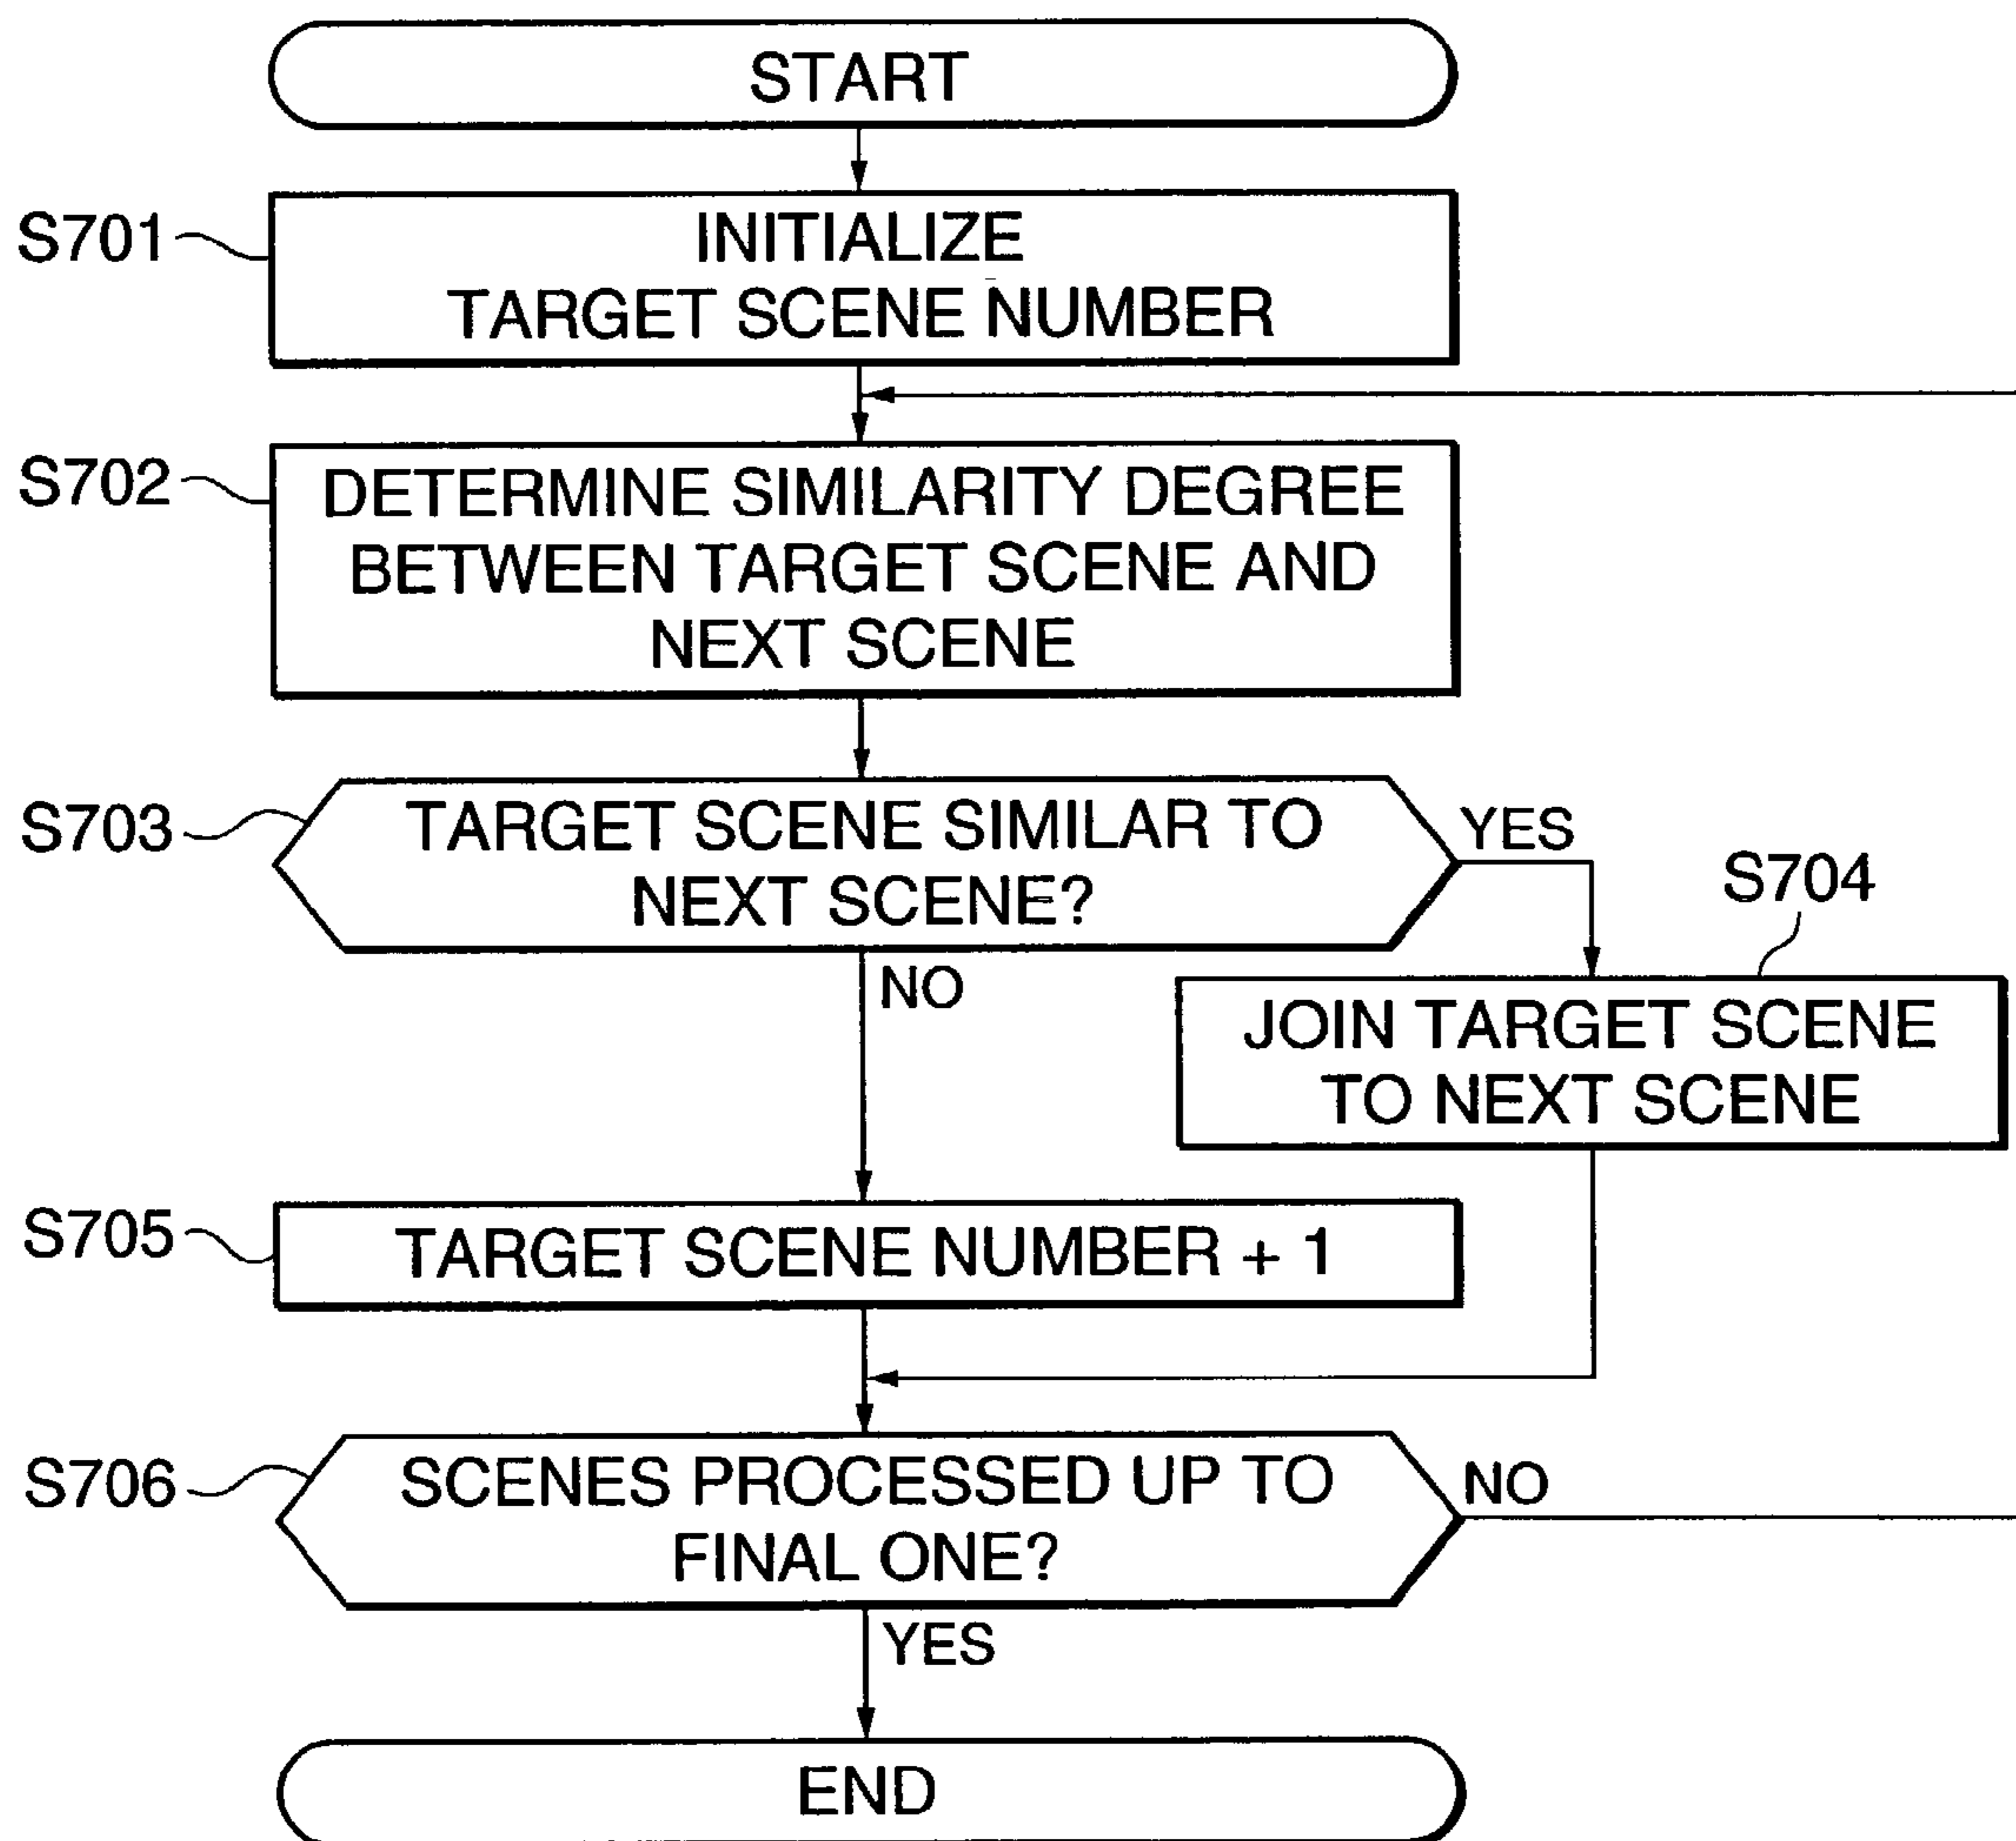 START
S701
INITIALIZE
TARGET SCENE NUMBER
S702
DETERMINE SIMILARITY DEGREE
BETWEEN TARGET SCENE AND
NEXT SCENE
S703
TARGET SCENE SIMILAR TO
NEXT SCENE?
YES
NO
S704
JOIN TARGET SCENE
TO NEXT SCENE
S705
TARGET SCENE NUMBER + 1
S706
SCENES PROCESSED UP TO
FINAL ONE?
NO
YES
END